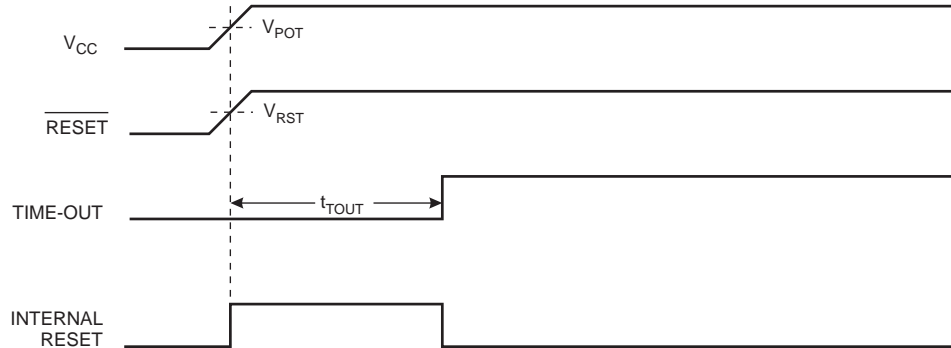 VCC
VPOT
RESET
VRST
TIME-OUT
tTOUT
INTERNAL
RESET